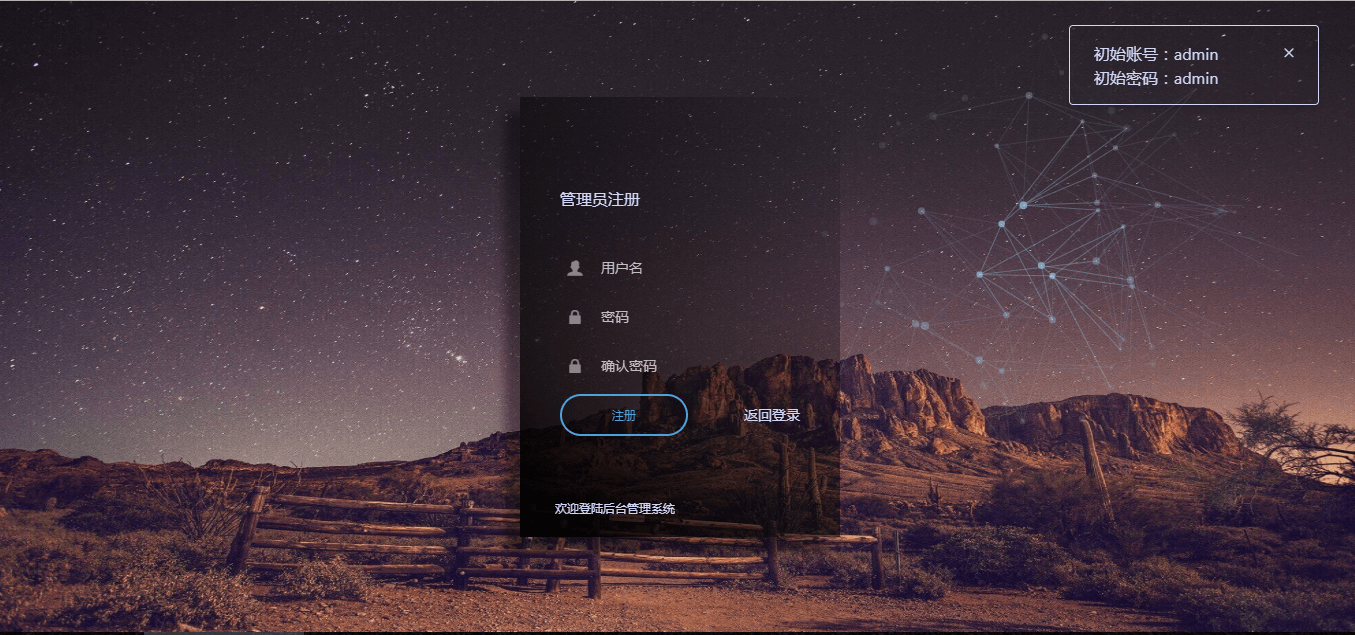 初始账号：admin
初始密码：admin
管理员注册
用户名
密码
确认密码
注册
返回登录
欢迎登陆后台管理系统